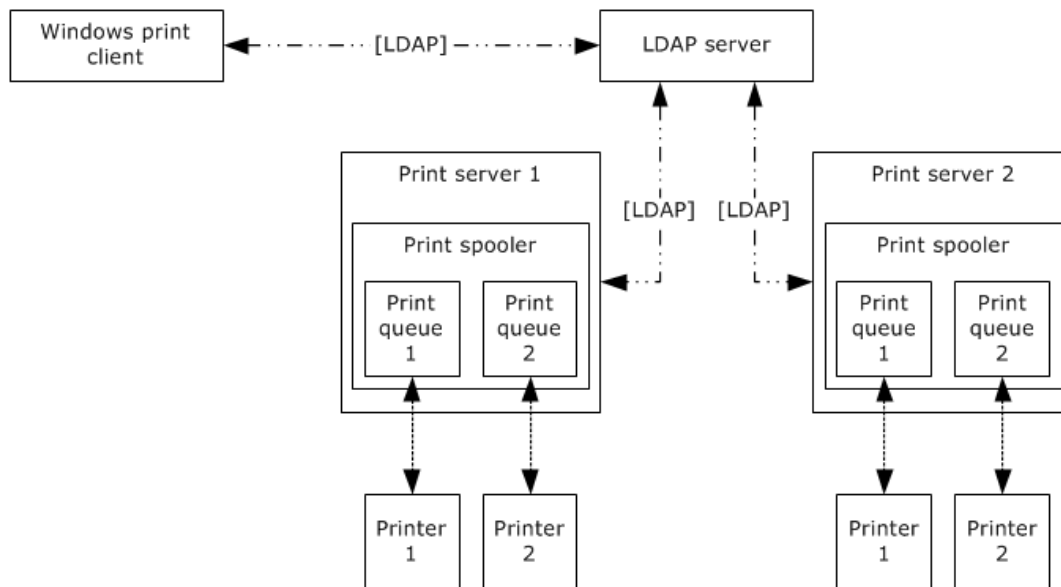 Windows print
client
[LDAP]
LDAP server
Print server 1
Print server 2
[LDAP]
[LDAP]
Print spooler
Print spooler
Print
queue
1
Print
queue
2
Print
queue
1
Print
queue
2
Printer
1
Printer
2
Printer
1
Printer
2